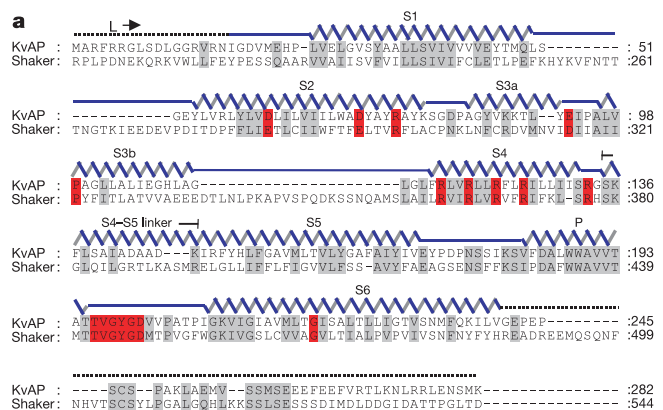 a
L S1
KvAP : MARFRRGLSDLGGRVRNIGDVMEHP-LVELGVSYAALLSVIVVVVEYTMQLS--------- : 51
Shaker: RPLPDNEKQRKVWLLFEYPESSQAARVVAIISVFVILLSIVIFCLETLPEFKHYKVFNTT : 261
S2 S3a
KvAP : ----------GEYLVRLYLVDLILVIILWADYAYRAYKSGDPAGYVKKTL---YEIPALV : 98
Shaker: TNGTKIEEDEVPDITDPFFLIETLCIIWFTFELTVRFLACPNKLNFCRDVMNVIDIIAII : 321
S3b S4
KvAP : PAGLLALIEGHLAG----------------------LGLFRLVRLLRFLRILLIISRGSK :136
Shaker: PYFITLATVVAEEEDTLNLPKAPVSPQDKSSNQAMSLAILRVIRLVRVFRIFKL-SRHSK :380
S4–S5 linker S5 P
KvAP : FLSAIADAADD--KIRFYHLFGAVMLTVLYGAFAIYIVEYPDPNSSIKSVFDALWWAVVT :193
Shaker: GLQILGRTLKASMRELGLLIFFLFIGVVLFSS-AVYFAEAGSENSFFKSIPDAFWWAVVT :439
S6
KvAP : ATTVGYGDVVPATPIGKVIGIAVMLTGISALTLLIGTVSNMFQKILVGEPEP-------- :245
Shaker: MTTVGYGDMTPVGFWGKIVGSLCVVAGVLTIALPVPVIVSNFNYFYHREADREEMQSQNF :499
KvAP : ----SCS--PAKLAEMV--SSMSEEEFEEFVRTLKNLRRLENSMK--------------- :282
Shaker: NHVTSCSYLPGALGQHLKKSSLSESSSDIMDLDDGIDATTPGLTD--------------- :544